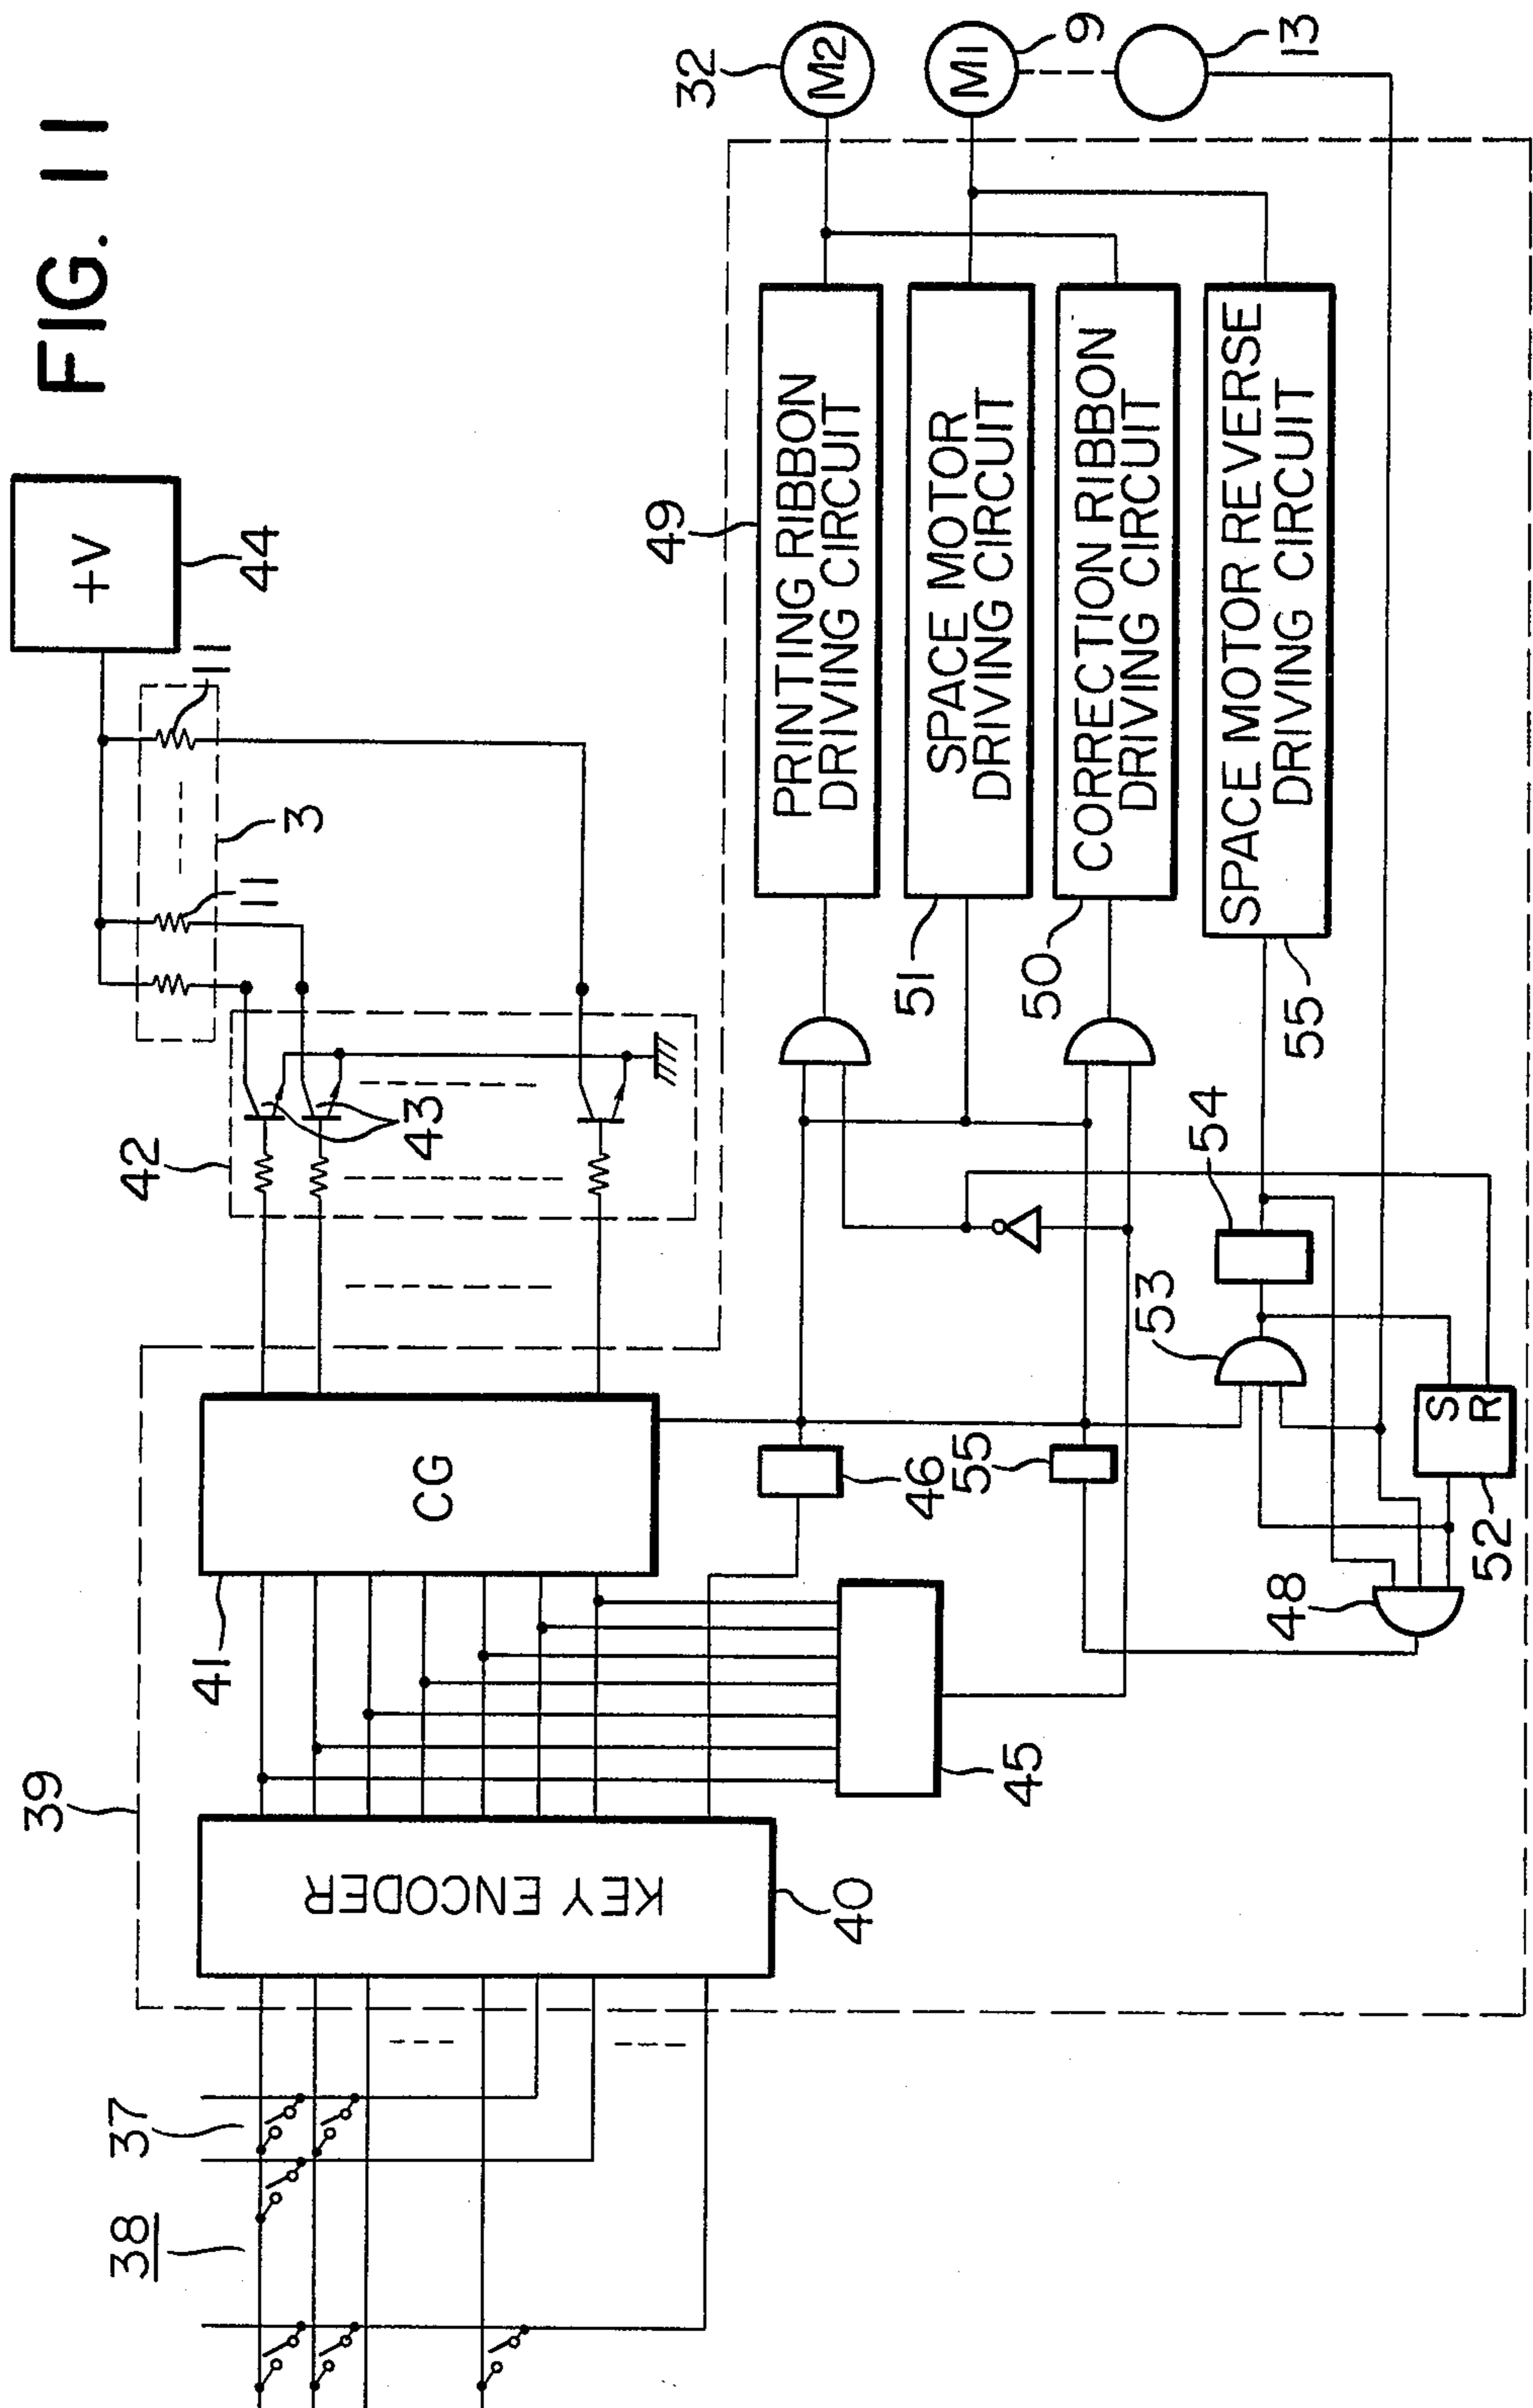 FIG. 11
+V
44
11
3
11
42
43
32
M2
M1
9
13
49
PRINTING RIBBON
DRIVING CIRCUIT
51
SPACE MOTOR
DRIVING CIRCUIT
50
CORRECTION RIBBON
DRIVING CIRCUIT
55
SPACE MOTOR REVERSE
DRIVING CIRCUIT
54
53
39
41
CG
46
55
S
R
52
48
45
KEY ENCODER
40
37
38